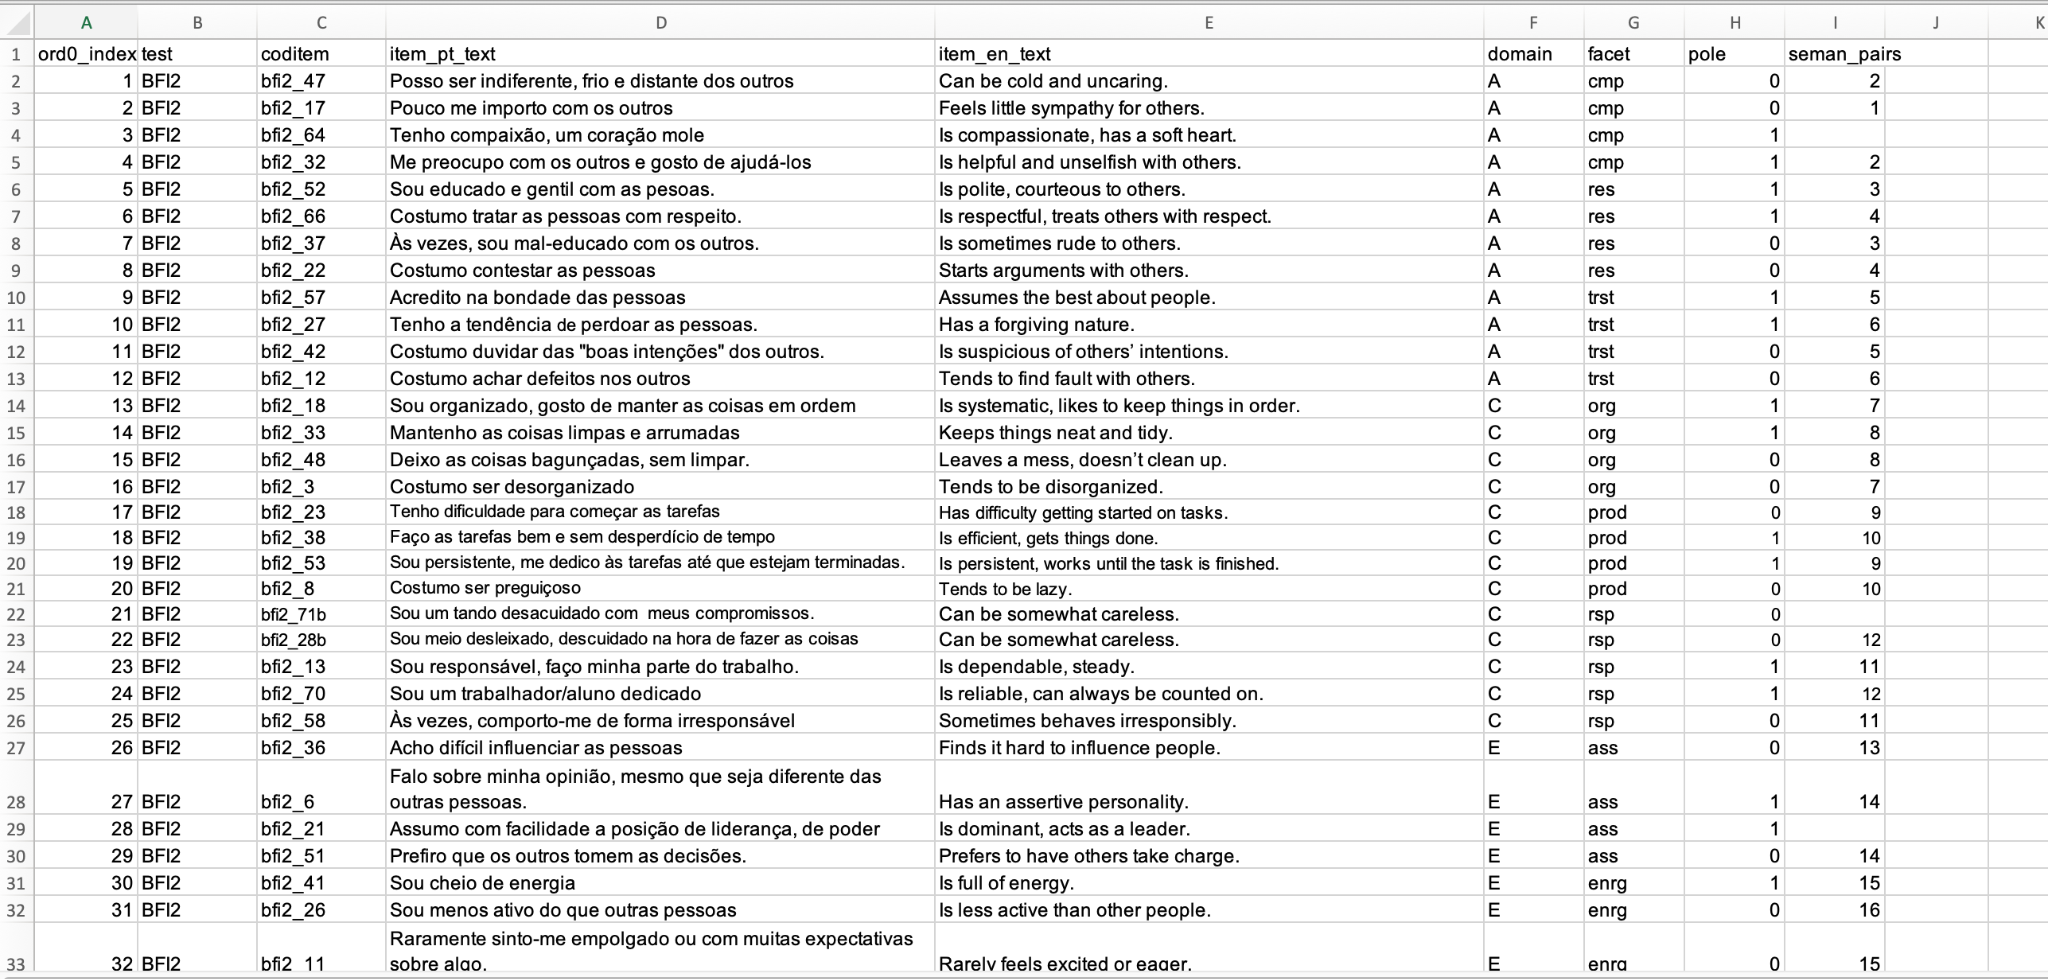 A B C D E F G H I J K
1 ord0_index test coditem item_pt_text item_en_text domain facet pole seman_pairs
2 1 BFI2 bfi2_47 Posso ser indiferente, frio e distante dos outros Can be cold and uncaring. A cmp 0 2
3 2 BFI2 bfi2_17 Pouco me importo com os outros Feels little sympathy for others. A cmp 0 1
4 3 BFI2 bfi2_64 Tenho compaixão, um coração mole Is compassionate, has a soft heart. A cmp 1
5 4 BFI2 bfi2_32 Me preocupo com os outros e gosto de ajudá-los Is helpful and unselfish with others. A cmp 1 2
6 5 BFI2 bfi2_52 Sou educado e gentil com as pesoas. Is polite, courteous to others. A res 1 3
7 6 BFI2 bfi2_66 Costumo tratar as pessoas com respeito. Is respectful, treats others with respect. A res 1 4
8 7 BFI2 bfi2_37 Às vezes, sou mal-educado com os outros. Is sometimes rude to others. A res 0 3
9 8 BFI2 bfi2_22 Costumo contestar as pessoas Starts arguments with others. A res 0 4
10 9 BFI2 bfi2_57 Acredito na bondade das pessoas Assumes the best about people. A trst 1 5
11 10 BFI2 bfi2_27 Tenho a tendência de perdoar as pessoas. Has a forgiving nature. A trst 1 6
12 11 BFI2 bfi2_42 Costumo duvidar das "boas intenções" dos outros. Is suspicious of others’ intentions. A trst 0 5
13 12 BFI2 bfi2_12 Costumo achar defeitos nos outros Tends to find fault with others. A trst 0 6
14 13 BFI2 bfi2_18 Sou organizado, gosto de manter as coisas em ordem Is systematic, likes to keep things in order. C org 1 7
15 14 BFI2 bfi2_33 Mantenho as coisas limpas e arrumadas Keeps things neat and tidy. C org 1 8
16 15 BFI2 bfi2_48 Deixo as coisas bagunçadas, sem limpar. Leaves a mess, doesn’t clean up. C org 0 8
17 16 BFI2 bfi2_3 Costumo ser desorganizado Tends to be disorganized. C org 0 7
18 17 BFI2 bfi2_23 Tenho dificuldade para começar as tarefas Has difficulty getting started on tasks. C prod 0 9
19 18 BFI2 bfi2_38 Faço as tarefas bem e sem desperdício de tempo Is efficient, gets things done. C prod 1 10
20 19 BFI2 bfi2_53 Sou persistente, me dedico às tarefas até que estejam terminadas. Is persistent, works until the task is finished. C prod 1 9
21 20 BFI2 bfi2_8 Costumo ser preguiçoso Tends to be lazy. C prod 0 10
22 21 BFI2 bfi2_71b Sou um tando desacuidado com meus compromissos. Can be somewhat careless. C rsp 0
23 22 BFI2 bfi2_28b Sou meio desleixado, descuidado na hora de fazer as coisas Can be somewhat careless. C rsp 0 12
24 23 BFI2 bfi2_13 Sou responsável, faço minha parte do trabalho. Is dependable, steady. C rsp 1 11
25 24 BFI2 bfi2_70 Sou um trabalhador/aluno dedicado Is reliable, can always be counted on. C rsp 1 12
26 25 BFI2 bfi2_58 Às vezes, comporto-me de forma irresponsável Sometimes behaves irresponsibly. C rsp 0 11
27 26 BFI2 bfi2_36 Acho difícil influenciar as pessoas Finds it hard to influence people. E ass 0 13
Falo sobre minha opinião, mesmo que seja diferente das
28 27 BFI2 bfi2_6 outras pessoas. Has an assertive personality. E ass 1 14
29 28 BFI2 bfi2_21 Assumo com facilidade a posição de liderança, de poder Is dominant, acts as a leader. E ass 1
30 29 BFI2 bfi2_51 Prefiro que os outros tomem as decisões. Prefers to have others take charge. E ass 0 14
31 30 BFI2 bfi2_41 Sou cheio de energia Is full of energy. E enrg 1 15
32 31 BFI2 bfi2_26 Sou menos ativo do que outras pessoas Is less active than other people. E enrg 0 16
Raramente sinto-me empolgado ou com muitas expectativas
33 32 BFI2 bfi2_11 sobre algo. Rarely feels excited or eager. E enrg 0 15